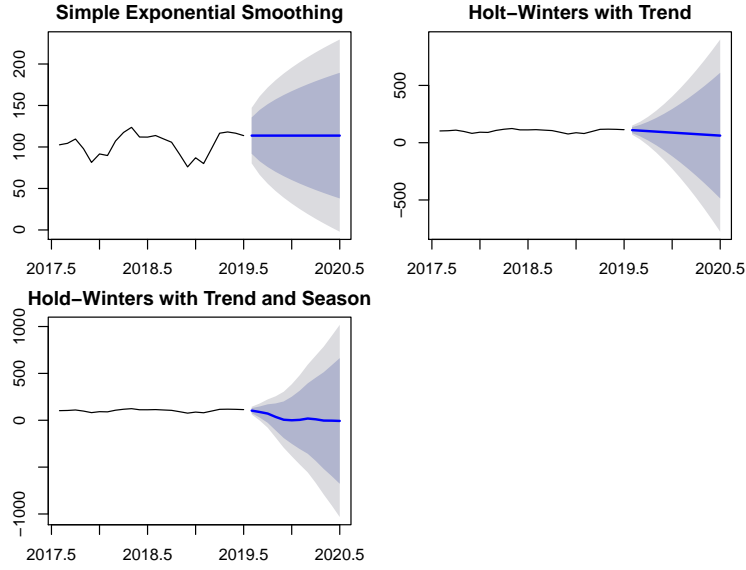 Simple Exponential Smoothing
200
150
100
50
0
2017.5 2018.5 2019.5 2020.5
Holt−Winters with Trend
500
0
−500
2017.5 2018.5 2019.5 2020.5
Hold−Winters with Trend and Season
1000
500
0
−1000
2017.5 2018.5 2019.5 2020.5